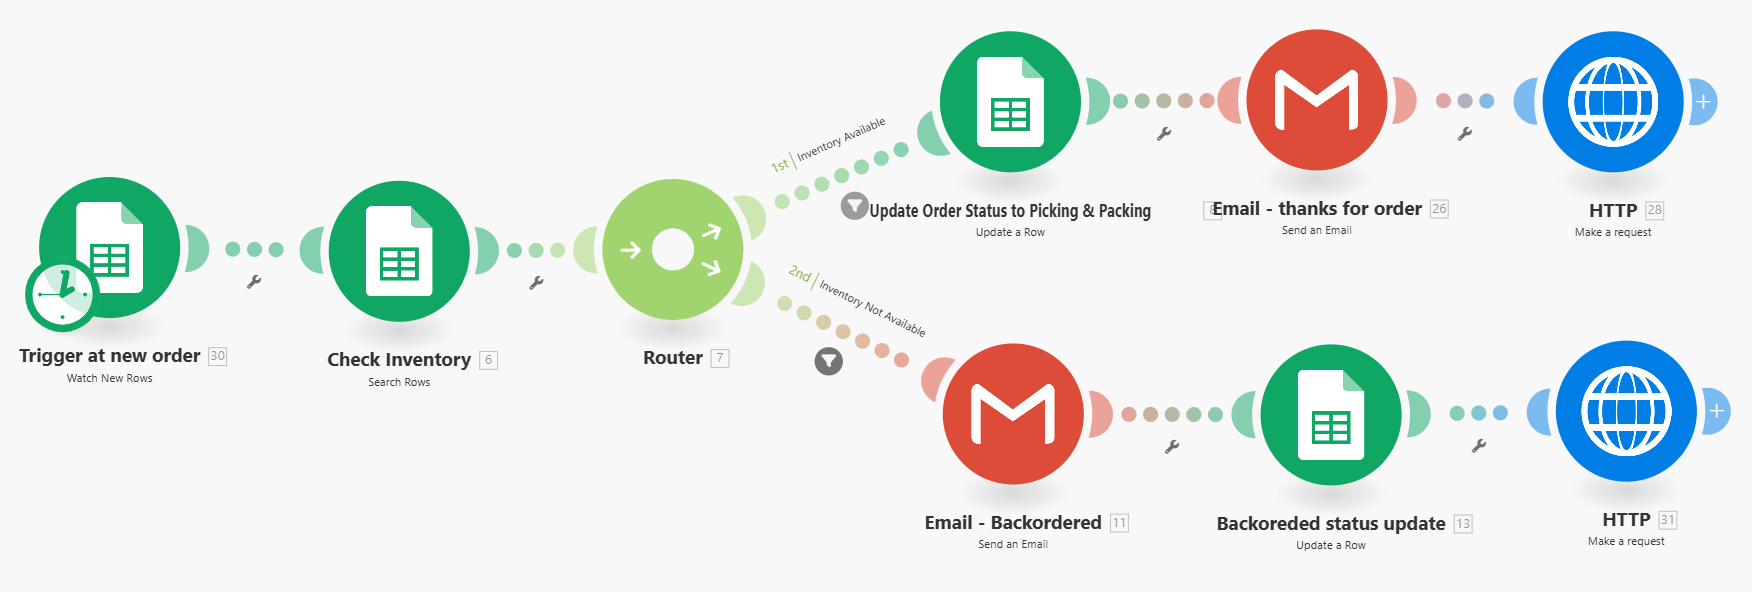 1st | Inventory Available
Update Order Status to Picking & Packing 8
Update a Row
Email - thanks for order 26
Send an Email
HTTP 28
Make a request
Trigger at new order 30
Watch New Rows
Check Inventory 6
Search Rows
Router 7
2nd | Inventory Not Available
Email - Backordered 11
Send an Email
Backoreded status update 13
Update a Row
HTTP 31
Make a request